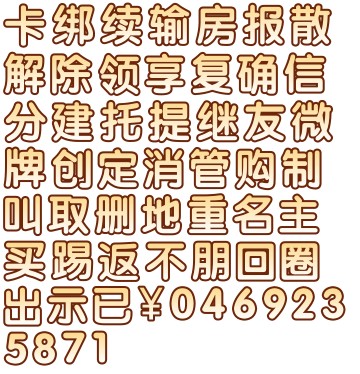 卡绑续输房报散
解除领享复确信
分建托提继友微
牌创定消管购制
叫取删地重名主
买踢返不朋回圈
出示已¥046923
5871